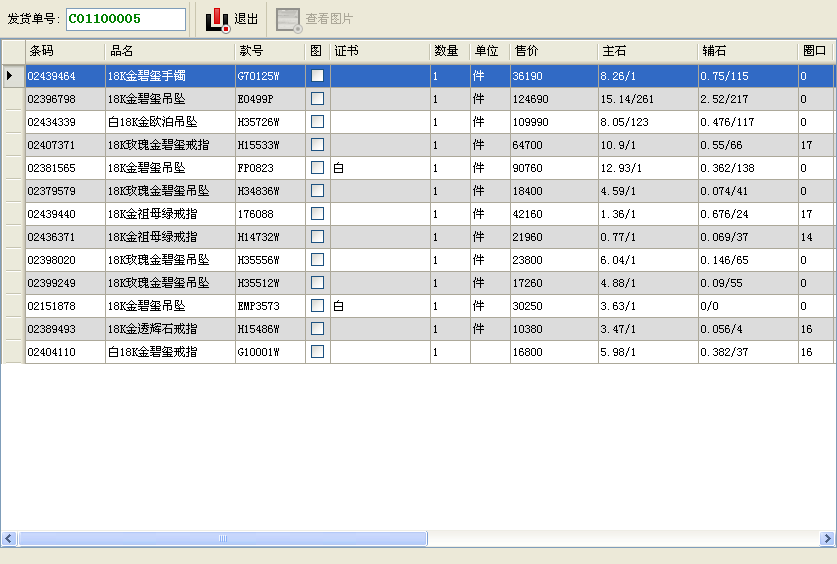 发货单号: C01100005 退出 查看图片
条码 品名 款号 图 证书 数量 单位 售价 主石 辅石 圈口
02439464 18K金碧玺手镯 G70125W 1 件 36190 8.26/1 0.75/115 0
02396798 18K金碧玺吊坠 E0499P 1 件 124690 15.14/261 2.52/217 0
02434339 白18K金欧泊吊坠 H35726W 1 件 109990 8.05/123 0.476/117 0
02407371 18K玫瑰金碧玺戒指 H15533W 1 件 64700 10.9/1 0.55/66 17
02381565 18K金碧玺吊坠 FP0823 白 1 件 90760 12.93/1 0.362/138 0
02379579 18K玫瑰金碧玺吊坠 H34836W 1 件 18400 4.59/1 0.074/41 0
02439440 18K金祖母绿戒指 176088 1 件 42160 1.36/1 0.676/24 17
02436371 18K金祖母绿戒指 H14732W 1 件 21960 0.77/1 0.069/37 14
02398020 18K玫瑰金碧玺吊坠 H35556W 1 件 23800 6.04/1 0.146/65 0
02399249 18K玫瑰金碧玺吊坠 H35512W 1 件 17260 4.88/1 0.09/55 0
02151878 18K金碧玺吊坠 EMP3573 白 1 件 30250 3.63/1 0/0 0
02389493 18K金透辉石戒指 H15486W 1 件 10380 3.47/1 0.056/4 16
02404110 白18K金碧玺戒指 G10001W 1 16800 5.98/1 0.382/37 16